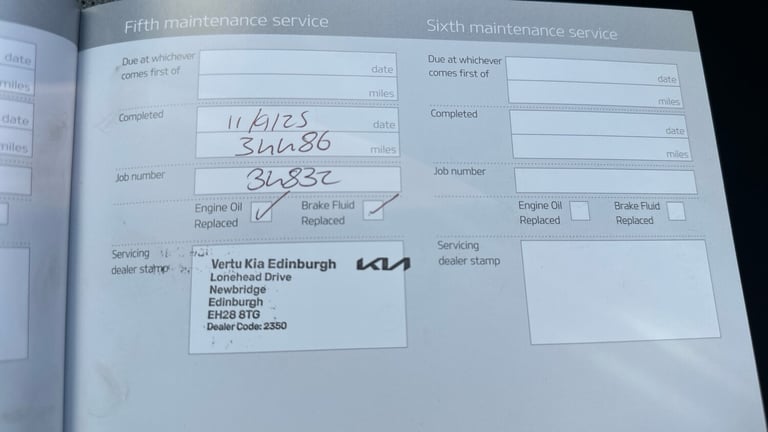 Fifth maintenance service
Due at whichever
comes first of
date
miles
Completed
11/9/25 date
34486 miles
Job number
34832
Engine Oil
Replaced
Brake Fluid
Replaced
Servicing
dealer stamp
Vertu Kia Edinburgh KIA
Lonehead Drive
Newbridge
Edinburgh
EH28 8TG
Dealer Code: 2350
Sixth maintenance service
Due at whichever
comes first of
date
miles
Completed
date
miles
Job number
Engine Oil
Replaced
Brake Fluid
Replaced
Servicing
dealer stamp
date
miles
date
miles